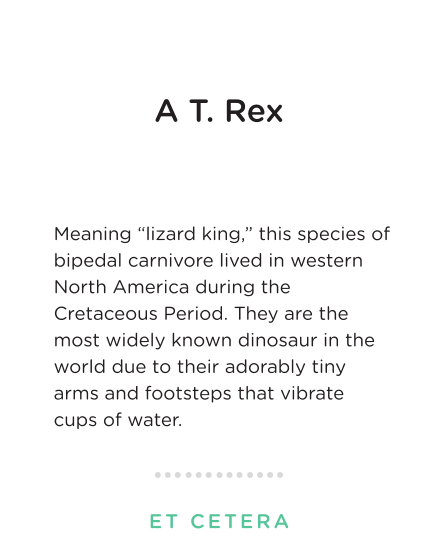 A T. Rex
Meaning “lizard king,” this species of
bipedal carnivore lived in western
North America during the
Cretaceous Period. They are the
most widely known dinosaur in the
world due to their adorably tiny
arms and footsteps that vibrate
cups of water.
ET CETERA